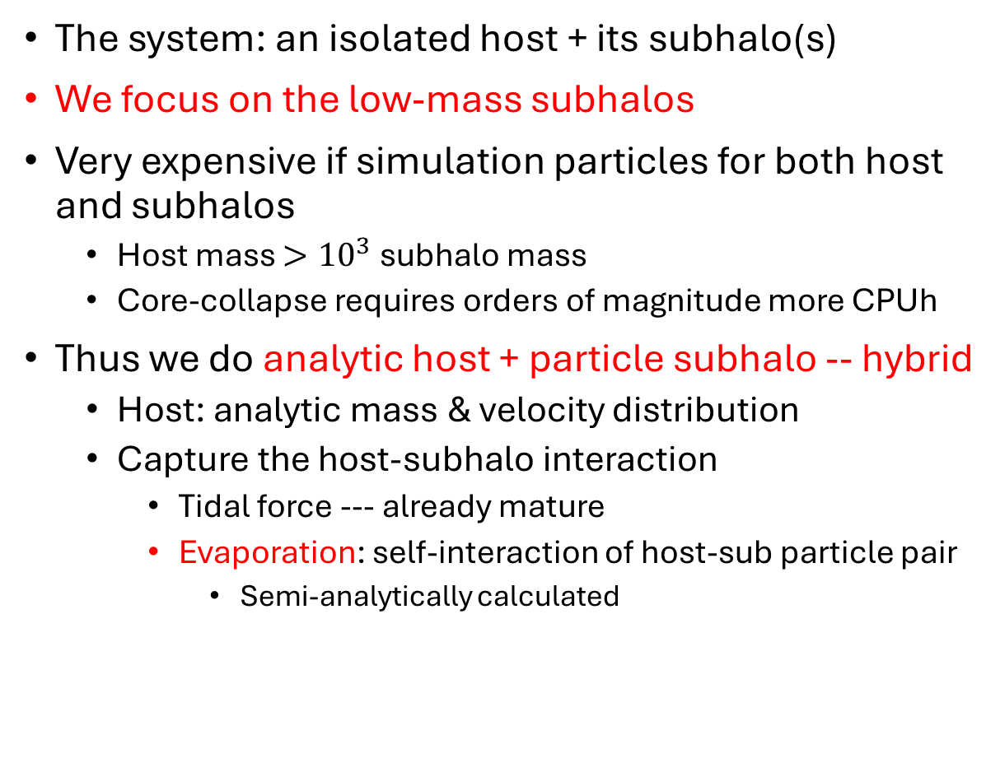 • The system: an isolated host + its subhalo(s)
• We focus on the low-mass subhalos
• Very expensive if simulation particles for both host
and subhalos
• Host mass > 10³ subhalo mass
• Core-collapse requires orders of magnitude more CPUh
• Thus we do analytic host + particle subhalo -- hybrid
• Host: analytic mass & velocity distribution
• Capture the host-subhalo interaction
• Tidal force --- already mature
• Evaporation: self-interaction of host-sub particle pair
• Semi-analytically calculated